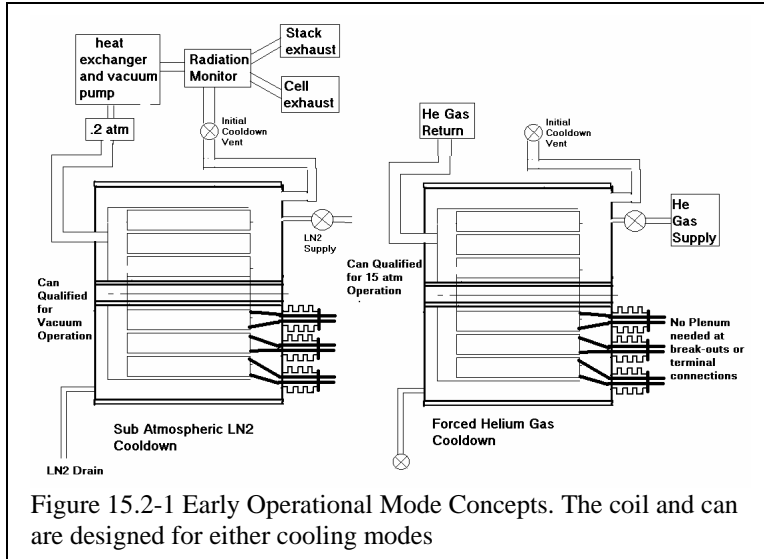 heat
exchanger
and vacuum
pump
Radiation
Monitor
Stack
exhaust
Cell
exhaust
.2 atm
Initial
Cooldown
Vent
LN2
Supply
Can
Qualified
for
Vacuum
Operation
Sub Atmospheric LN2
Cooldown
LN2 Drain
He Gas
Return
Initial
Cooldown
Vent
He
Gas
Supply
Can Qualified
for 15 atm
Operation
No Plenum
needed at
break-outs or
terminal
connections
Forced Helium Gas
Cooldown
Figure 15.2-1 Early Operational Mode Concepts. The coil and can
are designed for either cooling modes